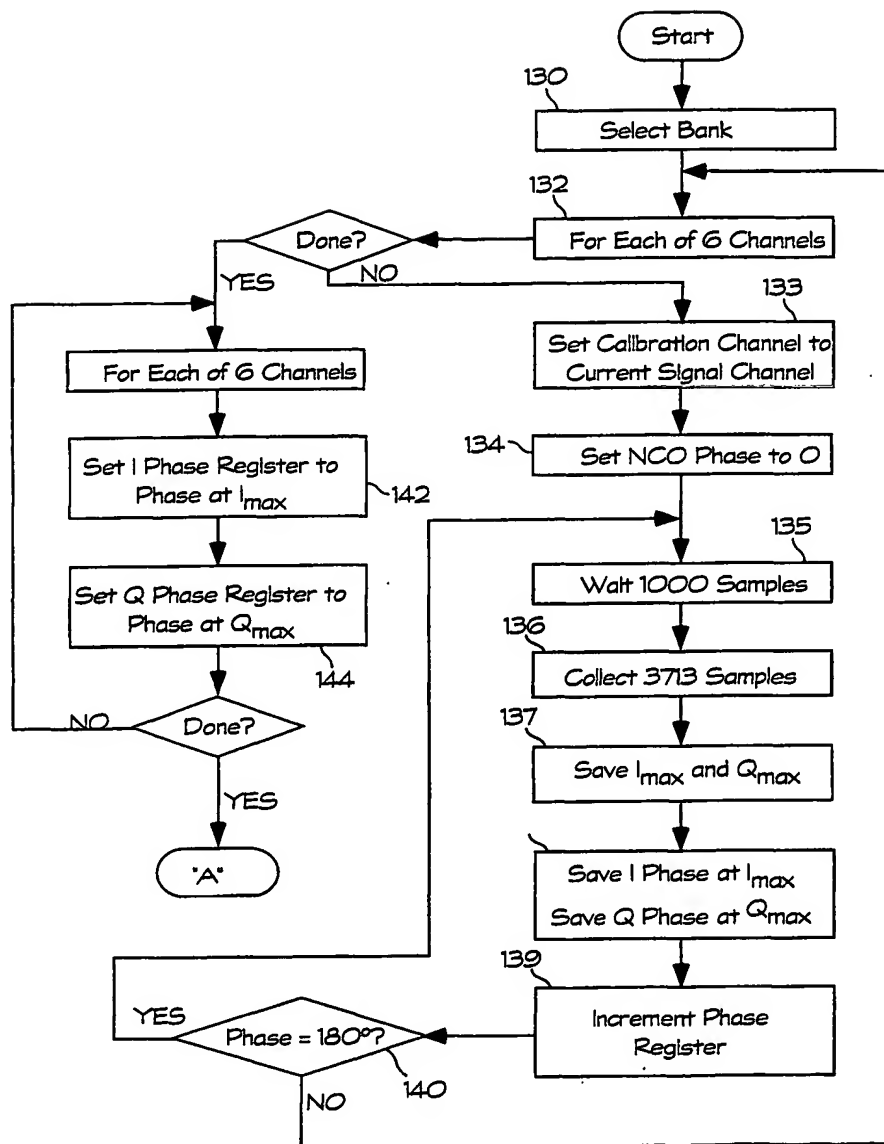 Start
130
Select Bank
132
For Each of 6 Channels
Done?
YES
NO
133
Set Calibration Channel to
Current Signal Channel
For Each of 6 Channels
134
Set NCO Phase to 0
Set I Phase Register to
Phase at Imax
142
135
Wait 1000 Samples
Set Q Phase Register to
Phase at Qmax
144
136
Collect 3713 Samples
NO
Done?
YES
137
Save Imax and Qmax
"A"
Save I Phase at Imax
Save Q Phase at Qmax
139
Increment Phase
Register
YES
Phase = 180°?
140
NO